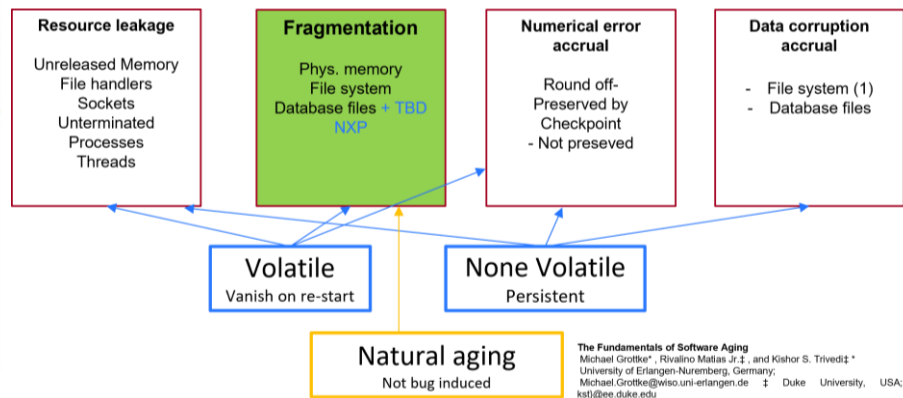 Resource leakage
Unreleased Memory
File handlers
Sockets
Unterminated
Processes
Threads
Fragmentation
Phys. memory
File system
Database files + TBD
NXP
Numerical error
accrual
Round off-
Preserved by
Checkpoint
- Not preseved
Data corruption
accrual
- File system (1)
- Database files
Volatile
Vanish on re-start
None Volatile
Persistent
Natural aging
Not bug induced
The Fundamentals of Software Aging
Michael Grottke* , Rivalino Matias Jr.‡ , and Kishor S. Trivedi‡ *
University of Erlangen-Nuremberg, Germany;
Michael.Grottke@wiso.uni-erlangen.de ‡ Duke University, USA;
kst)@ee.duke.edu